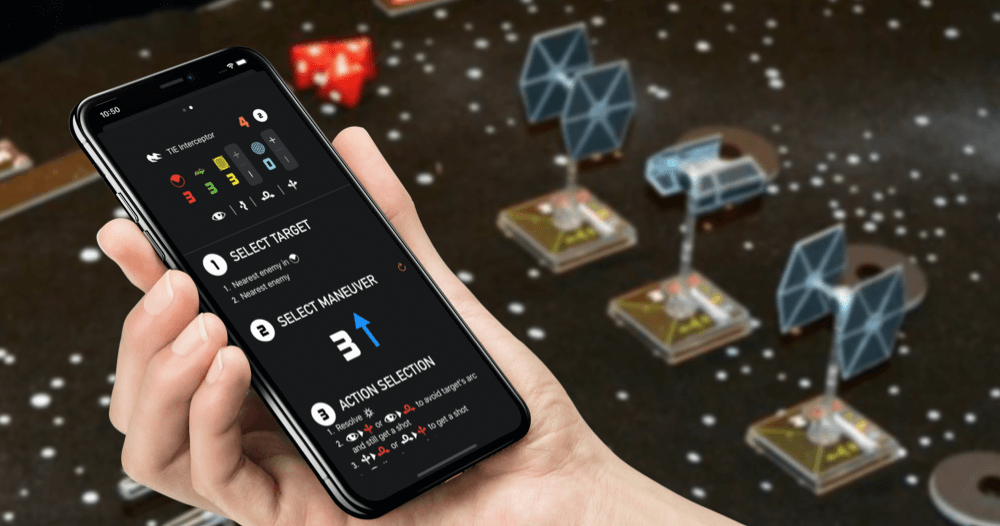 10:50
TIE Interceptor
4 2
3 3 3 0
1 SELECT TARGET
1. Nearest enemy in
2. Nearest enemy
2 SELECT MANEUVER
3
3 ACTION SELECTION
1. Resolve
2. or to avoid target's arc
and still get a shot
3. or to get a shot